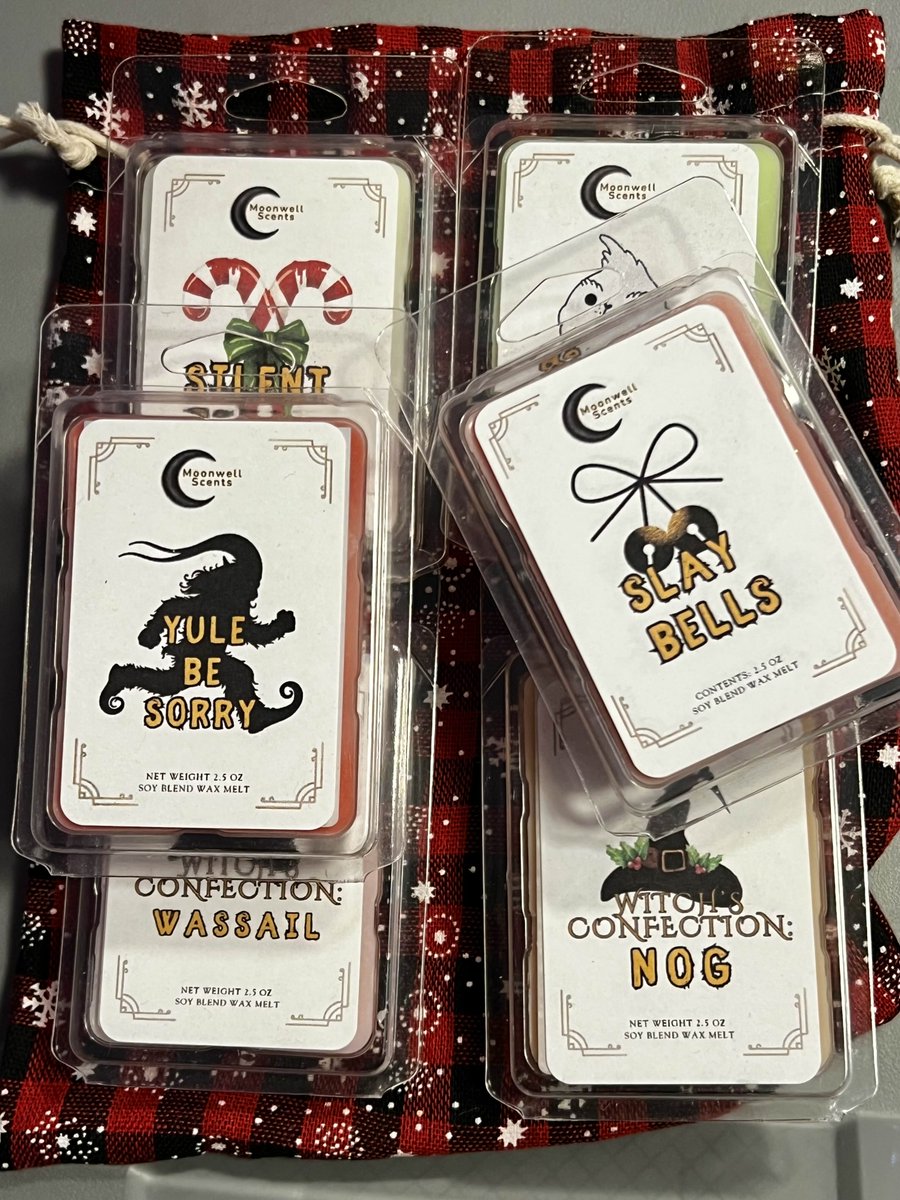 Moonwell
Scents
SILENT
Moonwell
Scents
Moonwell
Scents
YULE
BE
SORRY
NET WEIGHT 2.5 OZ
SOY BLEND WAX MELT
Moonwell
Scents
SLAY
BELLS
CONTENTS: 2.5 OZ
SOY BLEND WAX MELT
WITCH'S
CONFECTION:
WASSAIL
NET WEIGHT 2.5 OZ
SOY BLEND WAX MELT
WITCH'S
CONFECTION:
NOG
NET WEIGHT 2.5 OZ
SOY BLEND WAX MELT